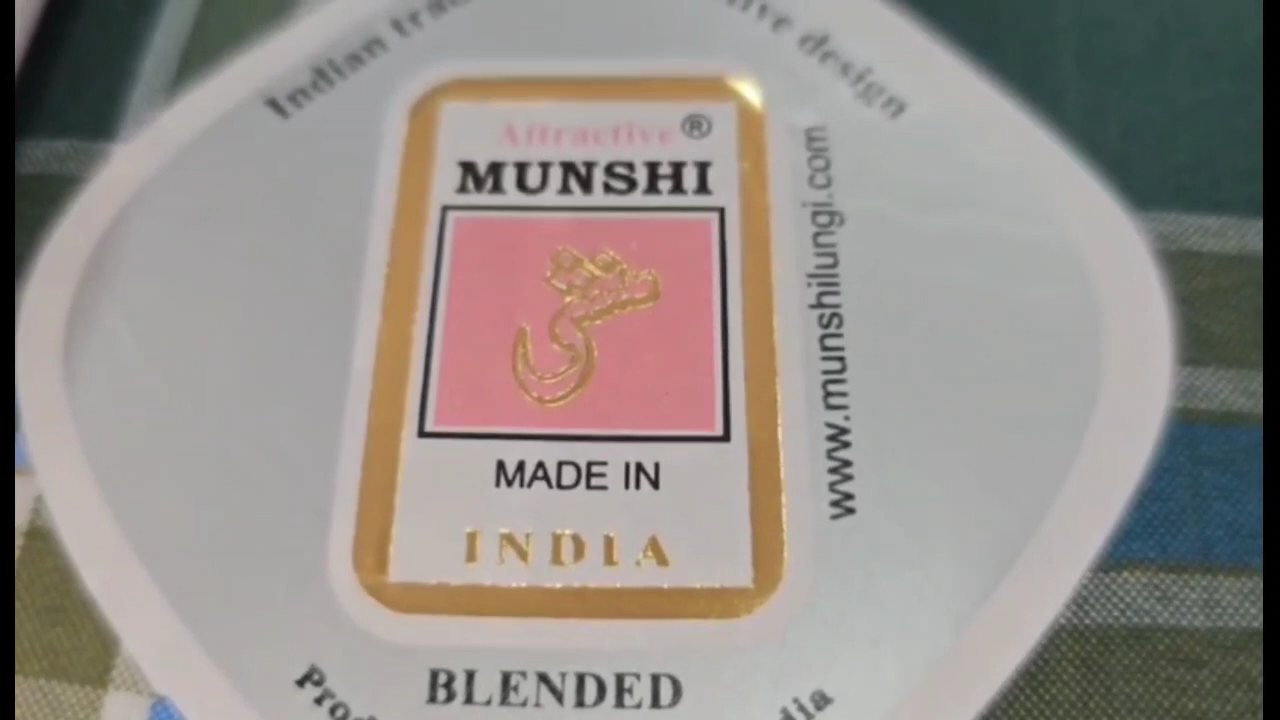 Indian
design
Attractive®
MUNSHI
منشی
MADE IN
INDIA
www.munshilungi.com
BLENDED